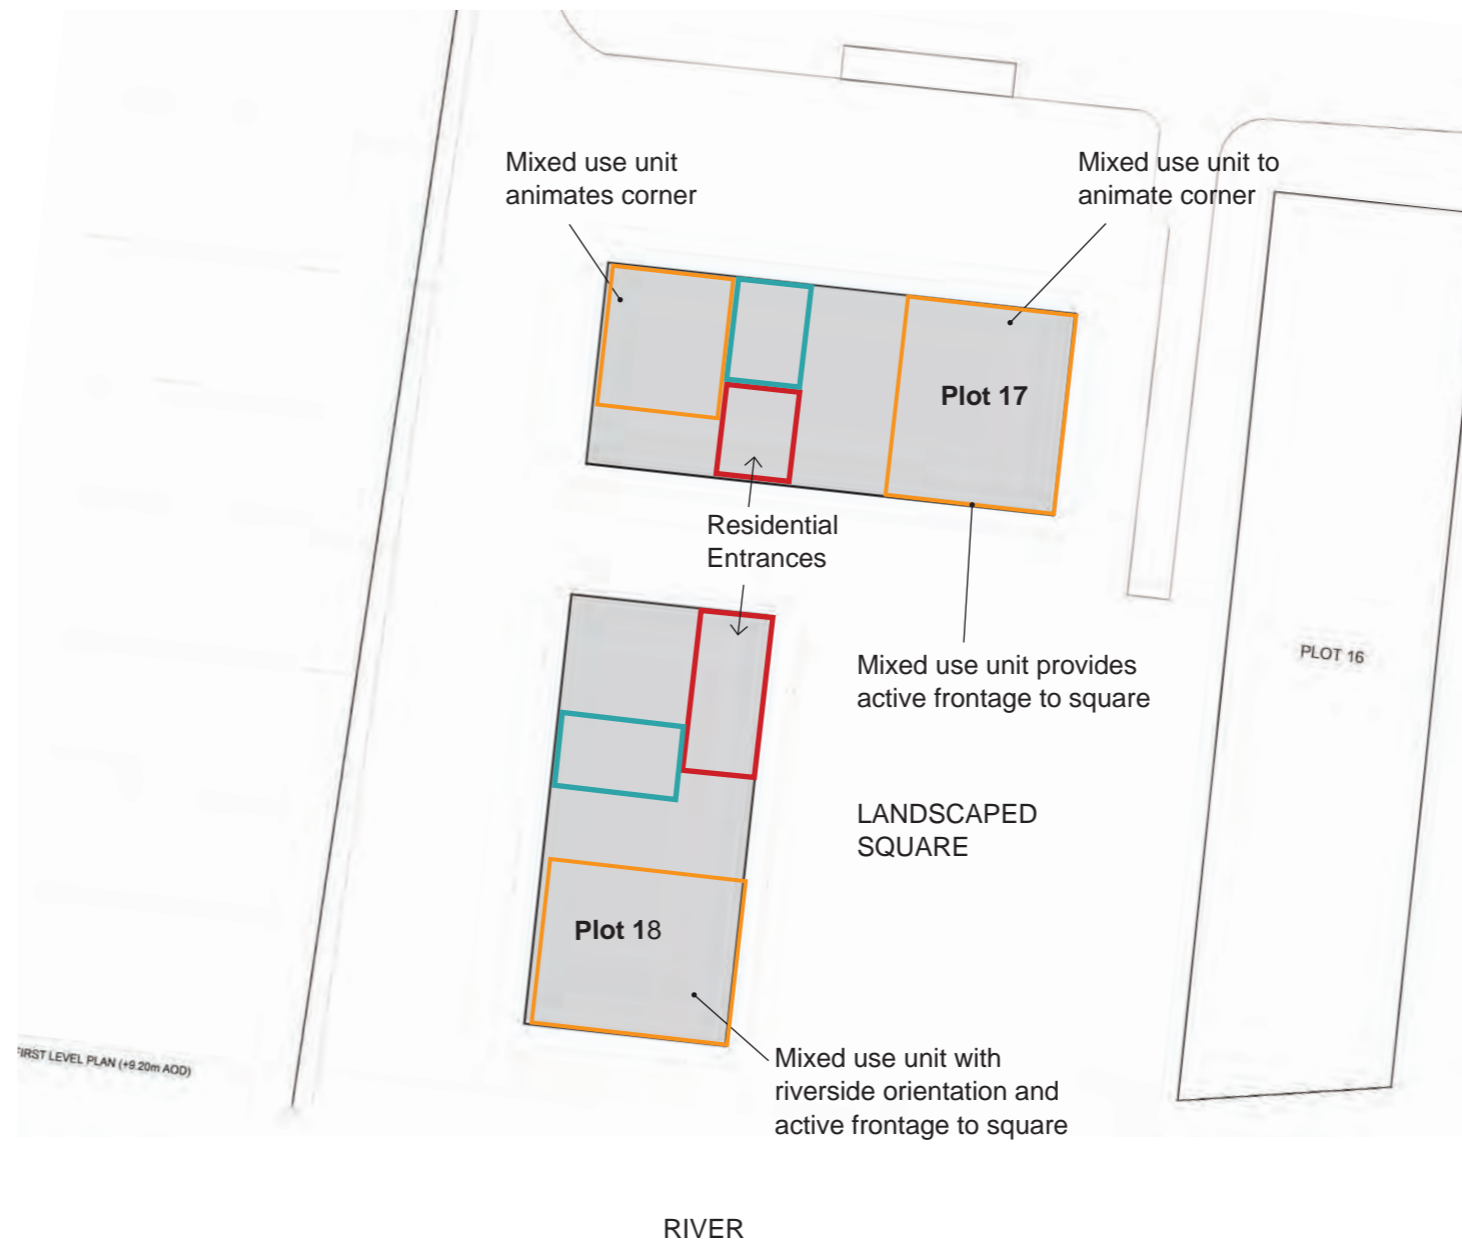 Mixed use unit
animates corner
Mixed use unit to
animate corner
Plot 17
Residential
Entrances
Mixed use unit provides
active frontage to square
PLOT 16
LANDSCAPED
SQUARE
Plot 18
FIRST LEVEL PLAN (+9.20m AOD)
Mixed use unit with
riverside orientation and
active frontage to square
RIVER